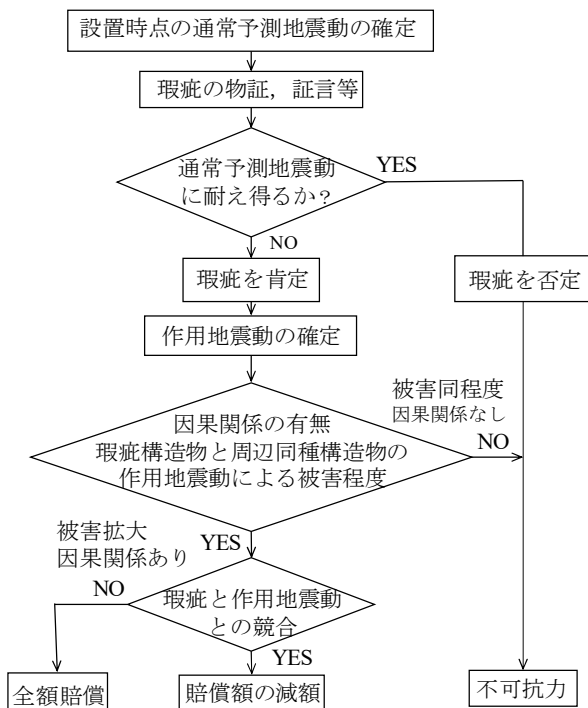 設置時点の通常予測地震動の確定
瑕疵の物証，証言等
通常予測地震動
に耐え得るか？
YES
NO
瑕疵を肯定
瑕疵を否定
作用地震動の確定
被害同程度
因果関係なし
因果関係の有無
瑕疵構造物と周辺同種構造物の
作用地震動による被害程度
NO
被害拡大
因果関係あり
YES
NO
瑕疵と作用地震動
との競合
YES
全額賠償
賠償額の減額
不可抗力